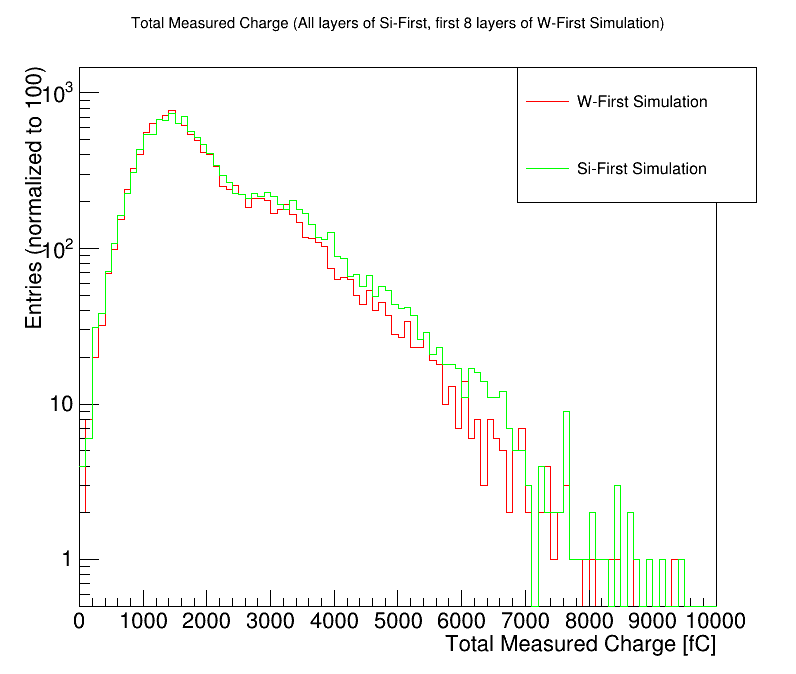 Total Measured Charge (All layers of Si-First, first 8 layers of W-First Simulation)
Entries (normalized to 100)
10³
10²
10
1
W-First Simulation
Si-First Simulation
0 1000 2000 3000 4000 5000 6000 7000 8000 9000 10000
Total Measured Charge [fC]